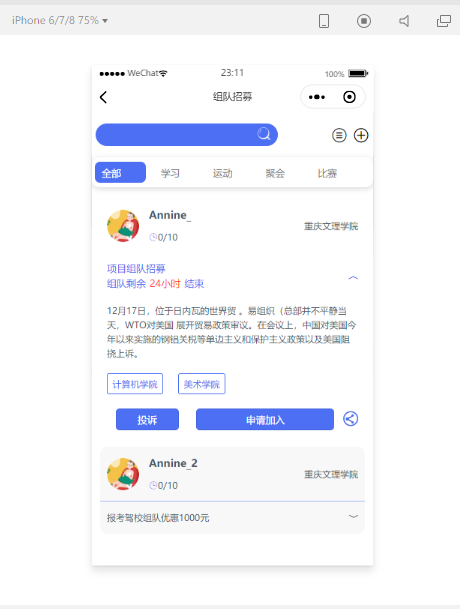 iPhone 6/7/8 75%
WeChat
23:11
100%
组队招募
全部
学习
运动
聚会
比赛
Annine_
0/10
重庆文理学院
项目组队招募
组队剩余 24小时 结束
12月17日，位于日内瓦的世界贸 。易组织（总部井不平静当
天，WTO对美国 展开贸易政策审议。在会议上，中国对美国今
年以来实施的钢铝关税等单边主义和保护主义政策以及美国阻
挠上诉。
计算机学院
美术学院
投诉
申请加入
Annine_2
0/10
重庆文理学院
报考驾校组队优惠1000元